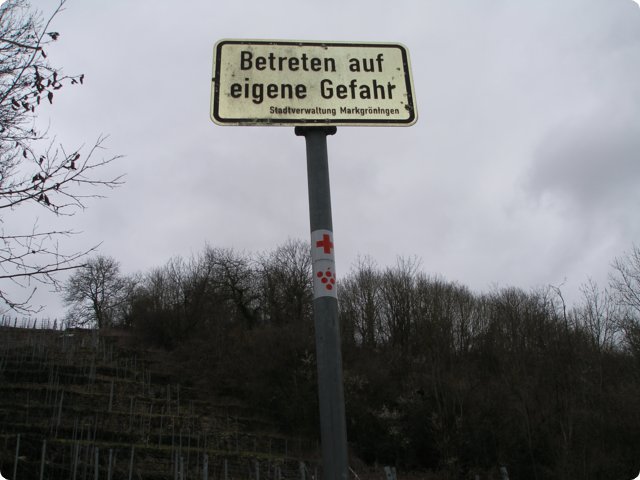 Betreten auf
eigene Gefahr
Stadtverwaltung Markgröningen